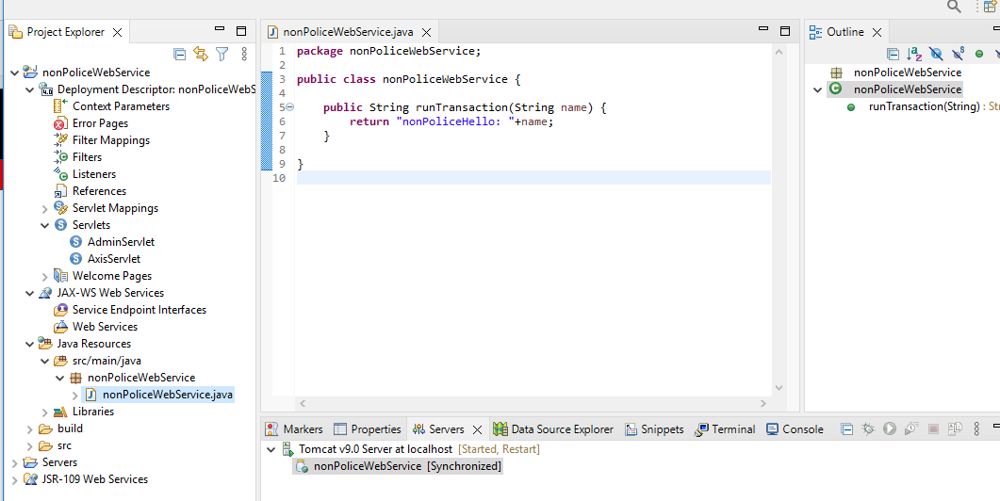 Project Explorer
nonPoliceWebService
Deployment Descriptor: nonPoliceWebS
Context Parameters
Error Pages
Filter Mappings
Filters
Listeners
References
Servlet Mappings
Servlets
AdminServlet
AxisServlet
Welcome Pages
JAX-WS Web Services
Service Endpoint Interfaces
Web Services
Java Resources
src/main/java
nonPoliceWebService
nonPoliceWebService.java
Libraries
build
src
Servers
JSR-109 Web Services
nonPoliceWebService.java
1 package nonPoliceWebService;
2
3 public class nonPoliceWebService {
4
5 public String runTransaction(String name) {
6 return "nonPoliceHello: "+name;
7 }
8
9 }
10
Outline
nonPoliceWebService
nonPoliceWebService
runTransaction(String) : St
Markers Properties Servers Data Source Explorer Snippets Terminal Console
Tomcat v9.0 Server at localhost [Started, Restart]
nonPoliceWebService [Synchronized]